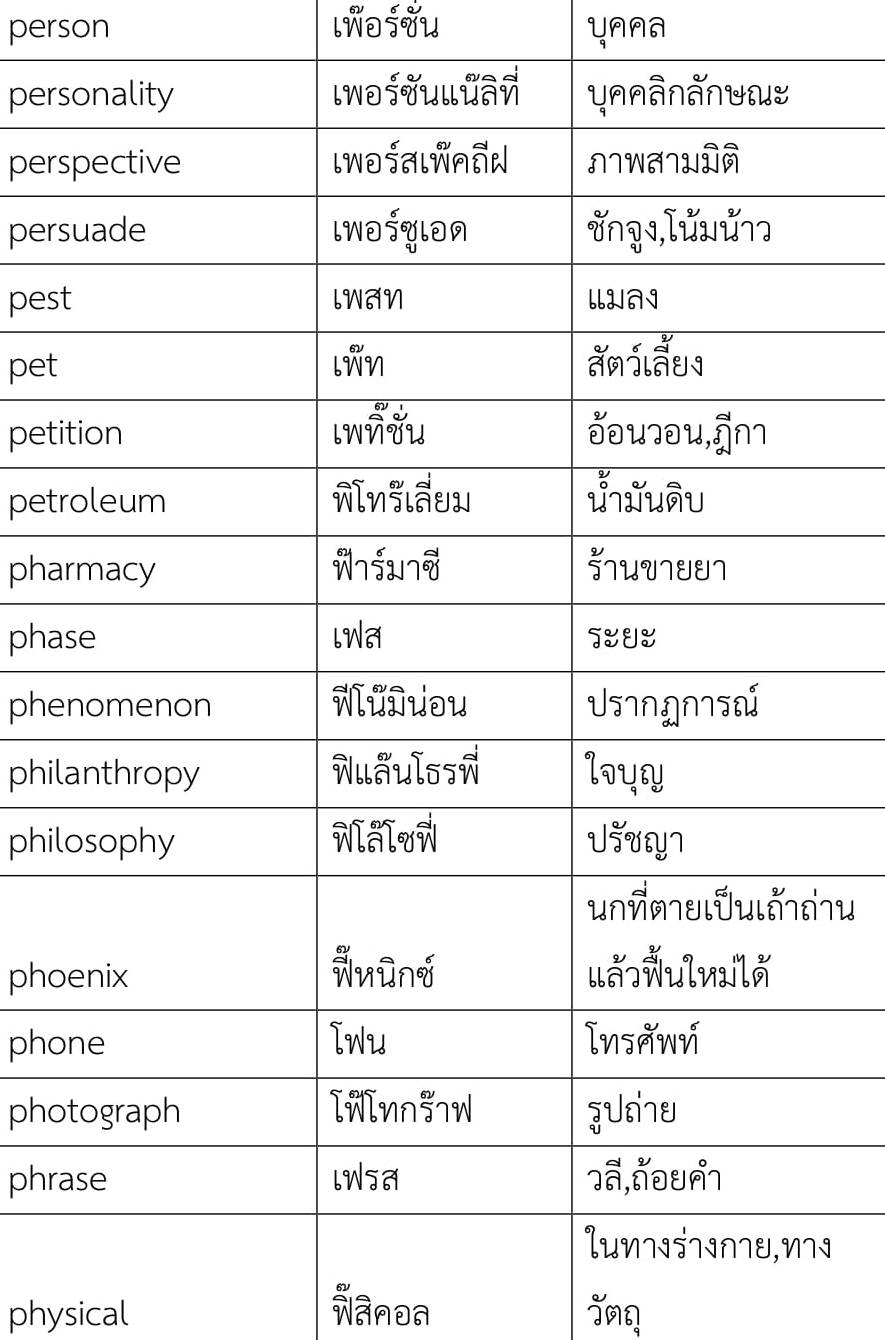 person เพ๊อร์ซั่น บุคคล
personality เพอร์ซันแน๊ลิที่ บุคคลิกลักษณะ
perspective เพอร์สเพ๊คถีฝ ภาพสามมิติ
persuade เพอร์ซูเอด ชักจูง,โน้มน้าว
pest เพสท แมลง
pet เพ๊ท สัตว์เลี้ยง
petition เพทิ๊ชั่น อ้อนวอน,ฎีกา
petroleum พิโทร๊เลี่ยม น้ำมันดิบ
pharmacy ฟ๊าร์มาซี ร้านขายยา
phase เฟส ระยะ
phenomenon ฟีโน๊มิน่อน ปรากฏการณ์
philanthropy ฟิแล๊นโธรพี่ ใจบุญ
philosophy ฟิโล๊โซฟี่ ปรัชญา
นกที่ตายเป็นเถ้าถ่าน
phoenix ฟี๊หนิกซ์ แล้วฟื้นใหม่ได้
phone โฟน โทรศัพท์
photograph โฟ๊โทกร๊าฟ รูปถ่าย
phrase เฟรส วลี,ถ้อยคำ
ในทางร่างกาย,ทาง
physical ฟิ๊สิคอล วัตถุ